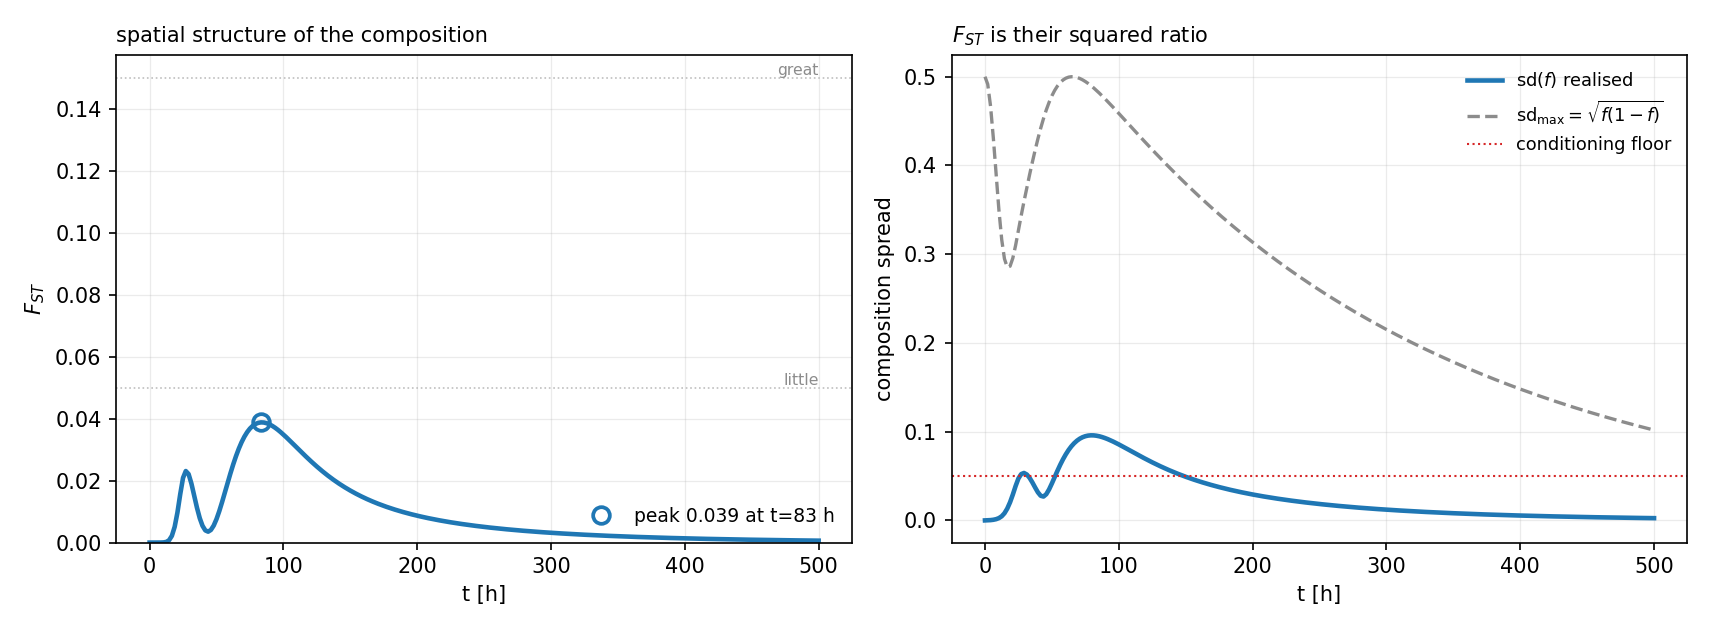 spatial structure of the composition
great
little
0.14
0.12
0.10
0.08
0.06
0.04
0.02
0.00
F_ST
peak 0.039 at t=83 h
0 100 200 300 400 500
t [h]
F_ST is their squared ratio
sd(f) realised
sd_max = √f(1 − f)
conditioning floor
0.5
0.4
0.3
0.2
0.1
0.0
composition spread
0 100 200 300 400 500
t [h]